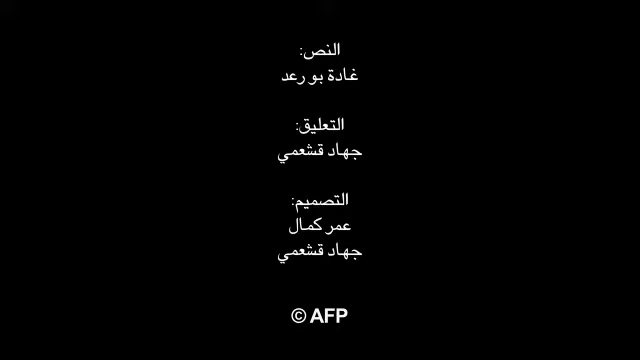 النص:
غادة بو رعد
التعليق:
جهاد قشعمي
التصميم:
عمر كمال
جهاد قشعمي
© AFP